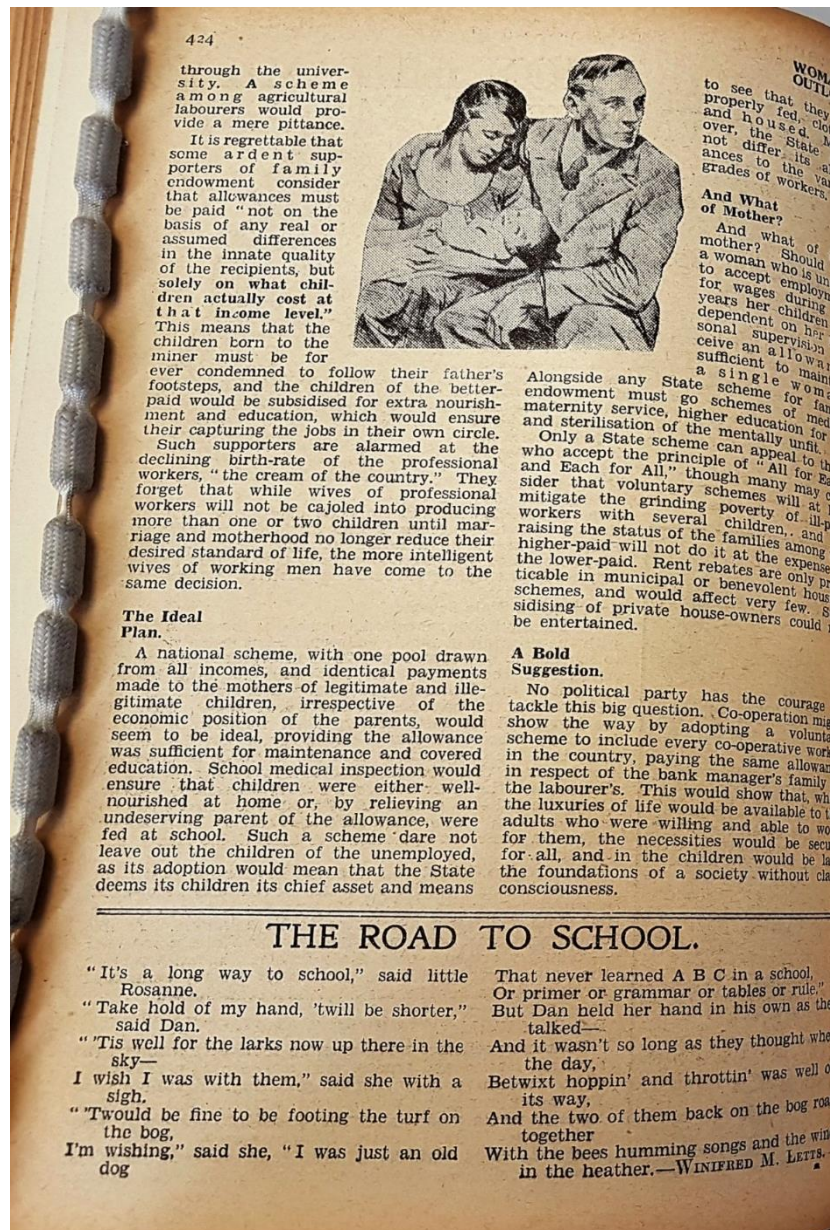 424
through the univer-
sity. A scheme
among agricultural
labourers would pro-
vide a mere pittance.
It is regrettable that
some ardent sup-
porters of family
endowment consider
that allowances must
be paid "not on the
basis of any real or
assumed differences
in the innate quality
of the recipients, but
solely on what chil-
dren actually cost at
that income level."
This means that the
children born to the
miner must be for
ever condemned to follow their father's
footsteps, and the children of the better-
paid would be subsidised for extra nourish-
ment and education, which would ensure
their capturing the jobs in their own circle.
Such supporters are alarmed at the
declining birth-rate of the professional
workers, "the cream of the country." They
forget that while wives of professional
workers will not be cajoled into producing
more than one or two children until mar-
riage and motherhood no longer reduce their
desired standard of life, the more intelligent
wives of working men have come to the
same decision.
The Ideal
Plan.
A national scheme, with one pool drawn
from all incomes, and identical payments
made to the mothers of legitimate and ille-
gitimate children, irrespective of the
economic position of the parents, would
seem to be ideal, providing the allowance
was sufficient for maintenance and covered
education. School medical inspection would
ensure that children were either well-
nourished at home or, by relieving an
undeserving parent of the allowance, were
fed at school. Such a scheme dare not
leave out the children of the unemployed,
as its adoption would mean that the State
deems its children its chief asset and means
to see that they
properly fed,
and housed.
over, the State
not differ its
ances to the
grades of workers.
And What
of Mother?
And what of
mother? Should
a woman who is
to accept
for wages during
years her children
dependent on her
sonal supervision
ceive an
sufficient to
a single
Alongside any State scheme for
endowment must go schemes of
maternity service, higher education for
and sterilisation of the mentally unfit.
Only a State scheme can appeal to
who accept the principle of "All for
and Each for All," though many may
sider that voluntary schemes will at
mitigate the grinding poverty of
workers with several children, and
raising the status of the families among
higher-paid will not do it at the expense
the lower-paid. Rent rebates are only
ticable in municipal or benevolent
schemes, and would affect very few.
sidising of private house-owners could
be entertained.
A Bold
Suggestion.
No political party has the courage
tackle this big question. Co-operation
show the way by adopting a
scheme to include every co-operative
in the country, paying the same
in respect of the bank manager's family
the labourer's. This would show that,
the luxuries of life would be available to
adults who were willing and able to
for them, the necessities would be
for all, and in the children would be
the foundations of a society without
consciousness.
THE ROAD TO SCHOOL.
"It's a long way to school," said little
Rosanne.
"Take hold of my hand, 'twill be shorter,"
said Dan.
"'Tis well for the larks now up there in the
sky—
I wish I was with them," said she with a
sigh.
"'Twould be fine to be footing the turf on
the bog,
I'm wishing," said she, "I was just an old
dog
That never learned A B C in a school,
Or primer or grammar or tables or rule."
But Dan held her hand in his own as
talked—
And it wasn't so long as they thought
the day,
Betwixt hoppin' and throttin' was well
its way,
And the two of them back on the bog
together
With the bees humming songs and the
in the heather.—WINIFRED M. LETTS.